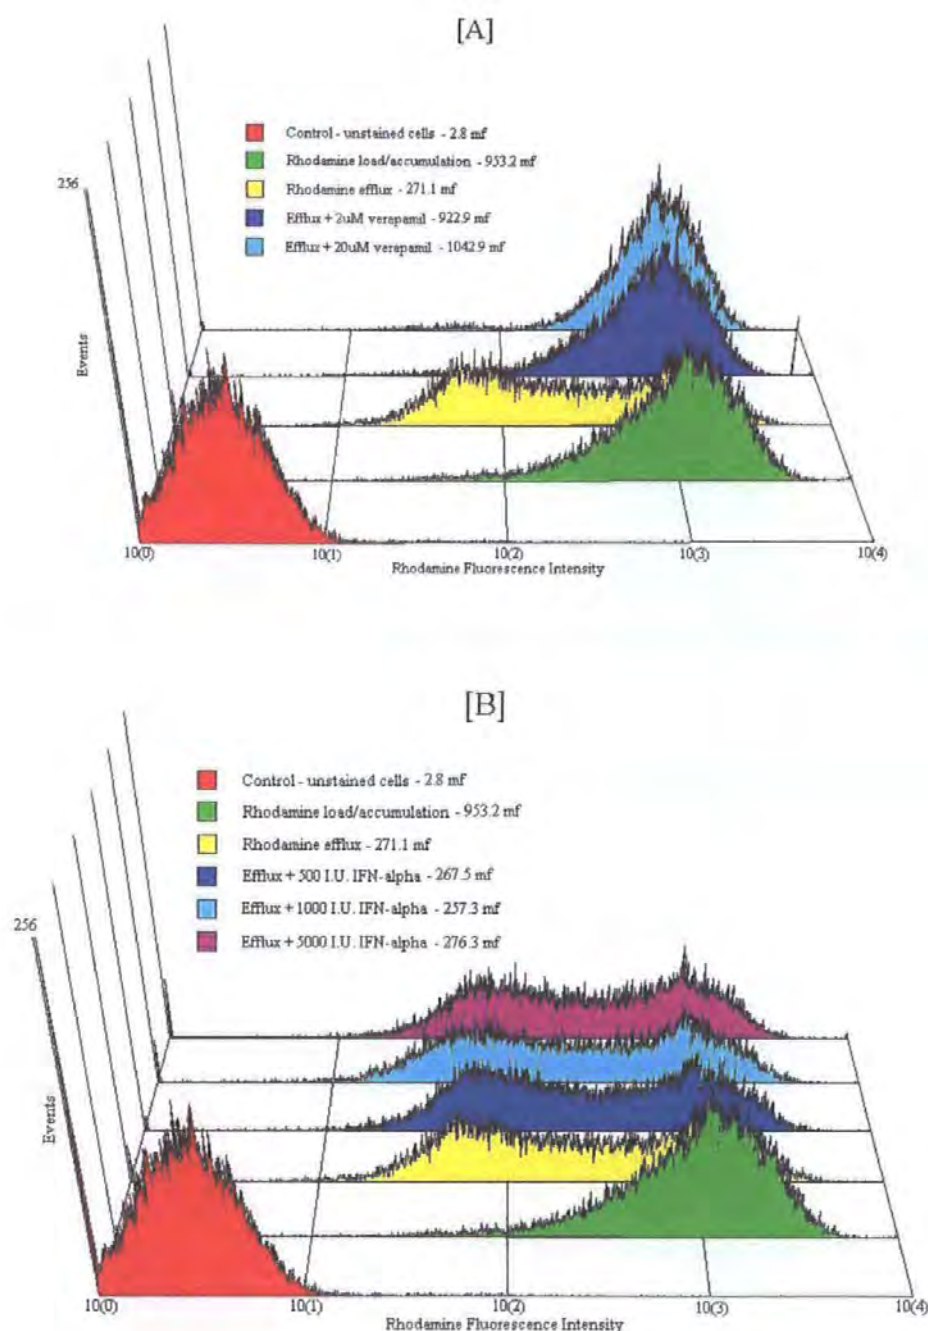 [A]
Control - unstained cells - 2.8 mf
Rhodamine load/accumulation - 953.2 mf
Rhodamine efflux - 271.1 mf
Efflux + 2uM verapamil - 922.9 mf
Efflux + 20uM verapamil - 1042.9 mf
256
Events
10(0) 10(1) 10(2) 10(3) 10(4)
Rhodamine Fluorescence Intensity
[B]
Control - unstained cells - 2.8 mf
Rhodamine load/accumulation - 953.2 mf
Rhodamine efflux - 271.1 mf
Efflux + 500 I.U. IFN-alpha - 267.5 mf
Efflux + 1000 I.U. IFN-alpha - 257.3 mf
Efflux + 5000 I.U. IFN-alpha - 276.3 mf
256
Events
10(0) 10(1) 10(2) 10(3) 10(4)
Rhodamine Fluorescence Intensity